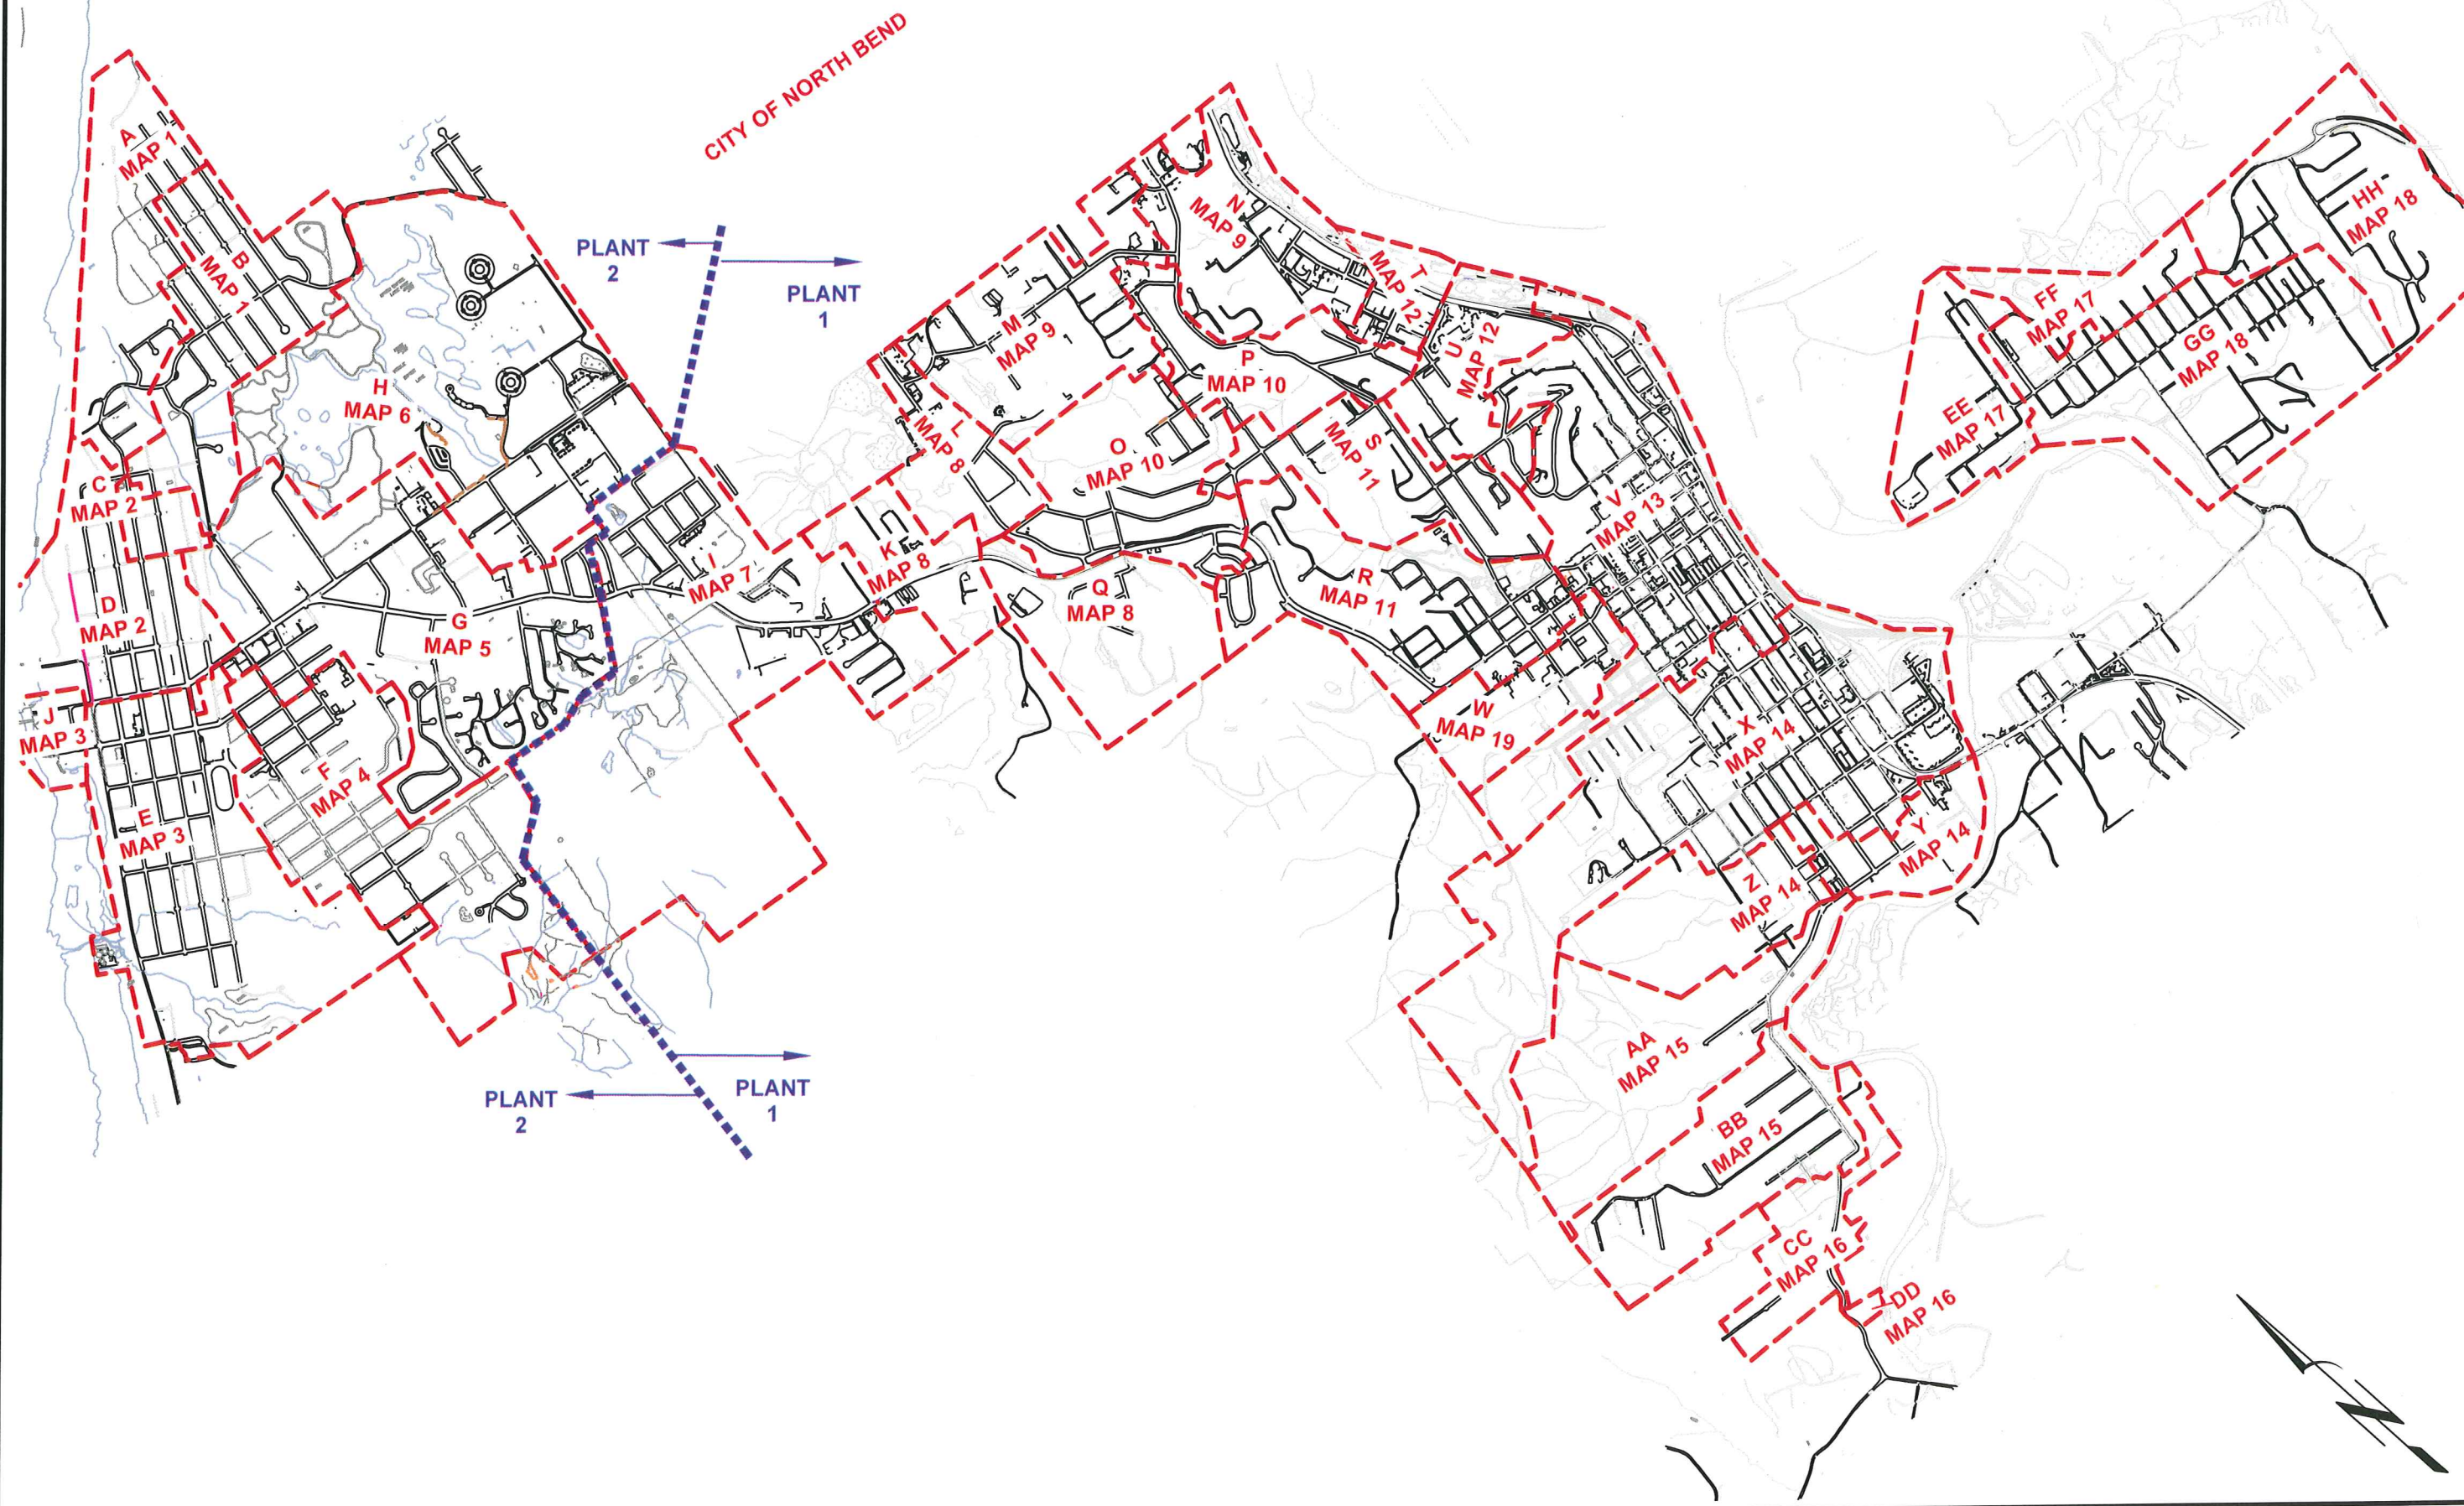 CITY OF NORTH BEND
A
MAP 1
B
MAP 1
PLANT
2
PLANT
1
H
MAP 6
C
MAP 2
D
MAP 2
G
MAP 5
I
MAP 7
J
MAP 3
F
MAP 4
E
MAP 3
PLANT
2
PLANT
1
M
MAP 9
N
MAP 9
T
MAP 12
U
MAP 12
P
MAP 10
L
MAP 8
O
MAP 10
S
MAP 11
K
MAP 8
Q
MAP 8
R
MAP 11
V
MAP 13
W
MAP 19
X
MAP 14
Y
MAP 14
Z
MAP 14
AA
MAP 15
BB
MAP 15
CC
MAP 16
DD
MAP 16
HH
MAP 18
FF
MAP 17
GG
MAP 18
EE
MAP 17
N